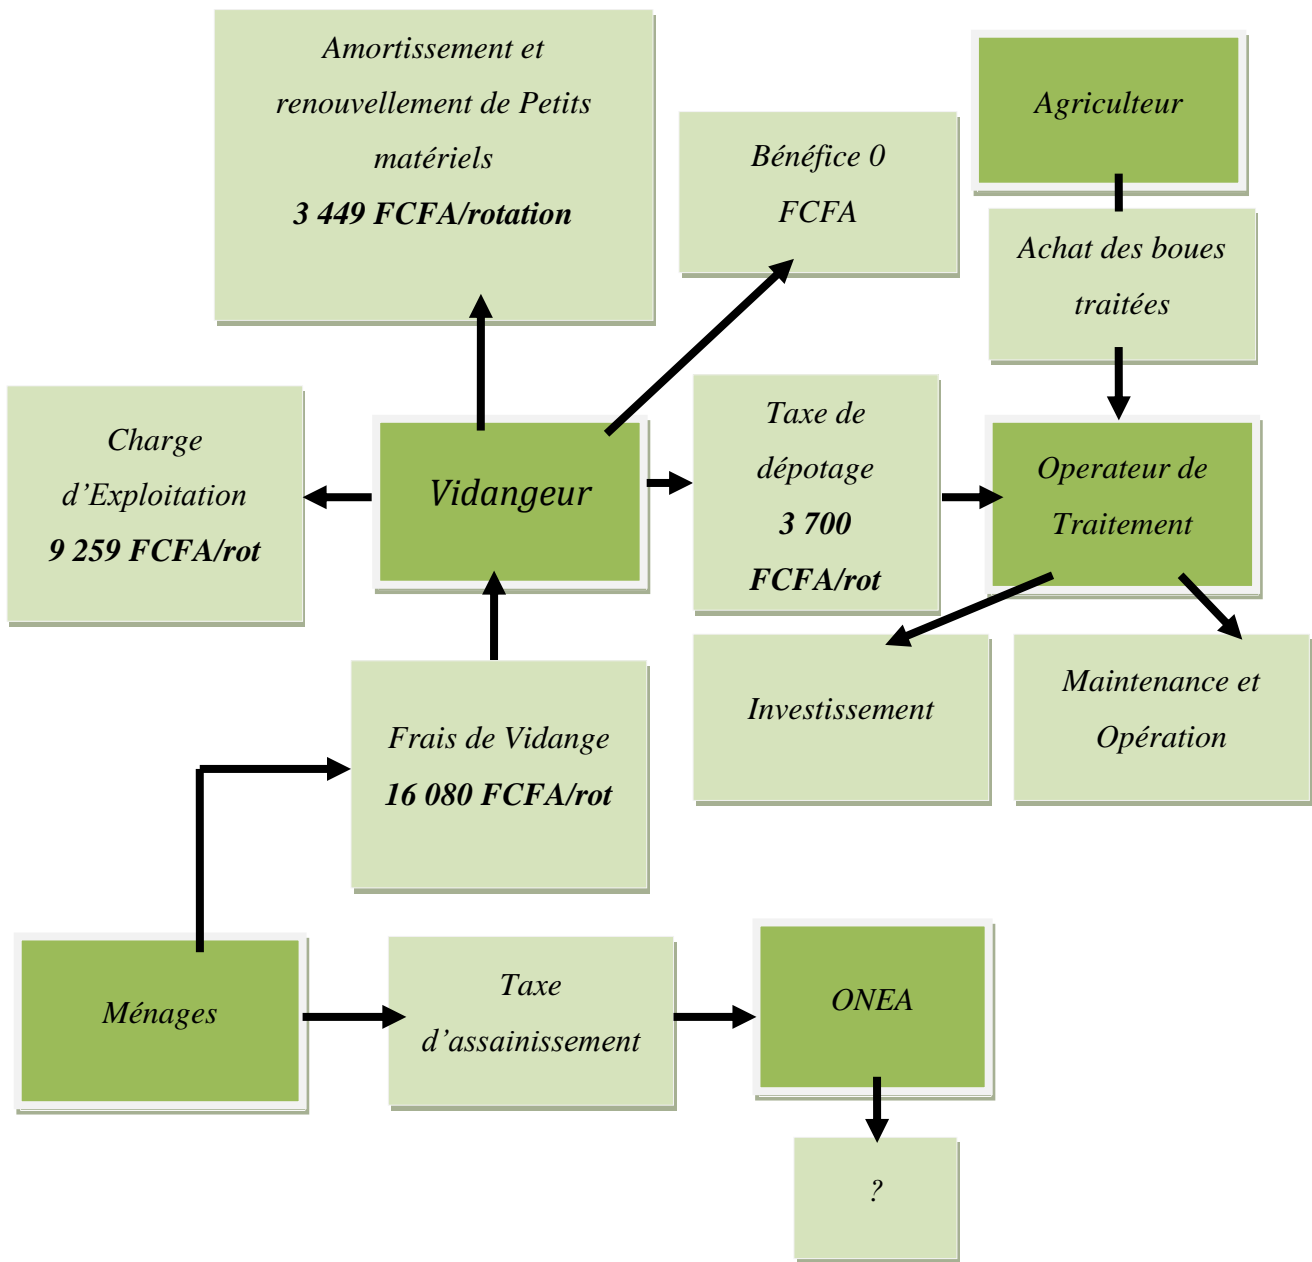 Amortissement et
renouvellement de Petits
matériels
3 449 FCFA/rotation
Bénéfice 0
FCFA
Agriculteur
Achat des boues
traitées
Charge
d’Exploitation
9 259 FCFA/rot
Vidangeur
Taxe de
dépotage
3 700
FCFA/rot
Operateur de
Traitement
Investissement
Maintenance et
Opération
Frais de Vidange
16 080 FCFA/rot
Ménages
Taxe
d’assainissement
ONEA
?